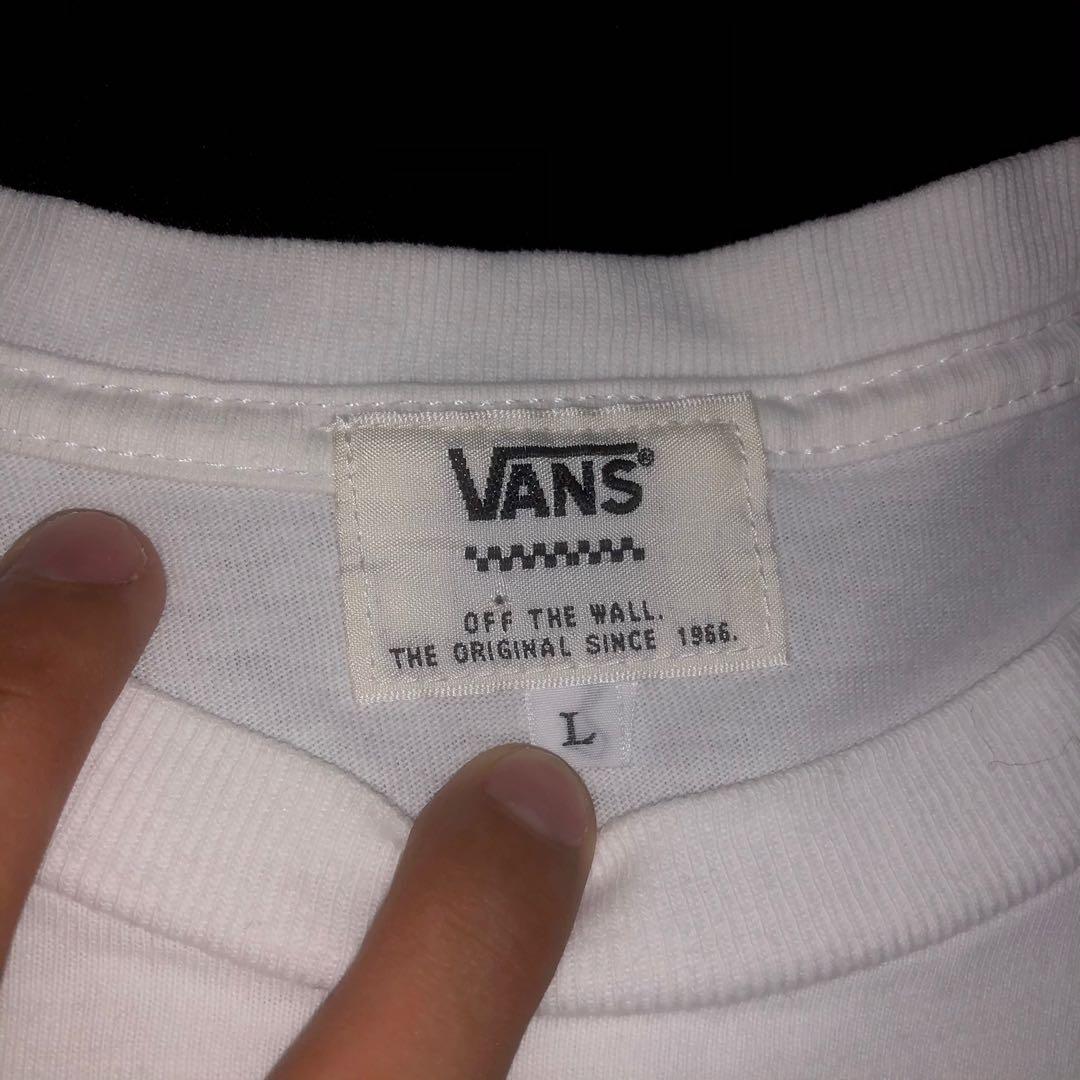 VANS®
OFF THE WALL.
THE ORIGINAL SINCE 1966.
L